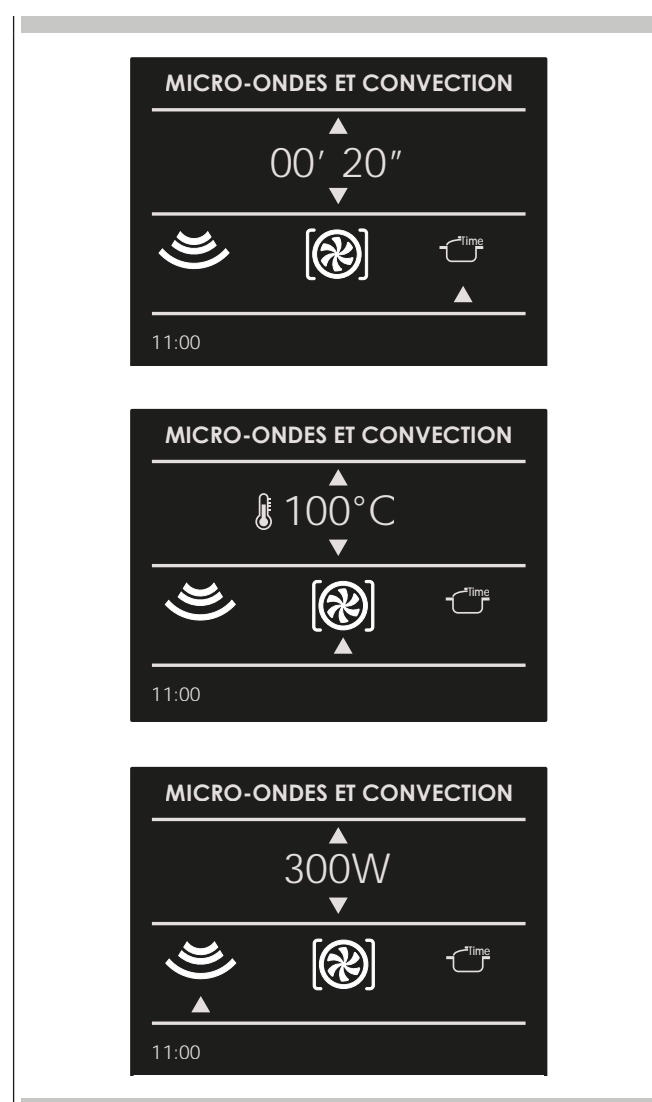 MICRO-ONDES ET CONVECTION
00′ 20″
Time
11:00
MICRO-ONDES ET CONVECTION
100°C
Time
11:00
MICRO-ONDES ET CONVECTION
300W
Time
11:00